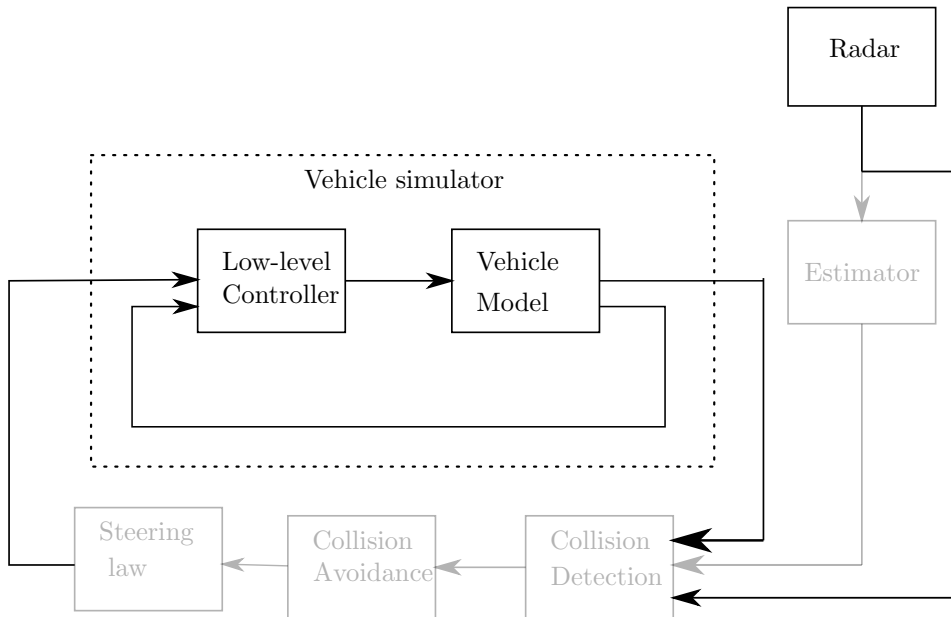 Radar
Vehicle simulator
Low-level
Controller
Vehicle
Model
Estimator
Steering
law
Collision
Avoidance
Collision
Detection